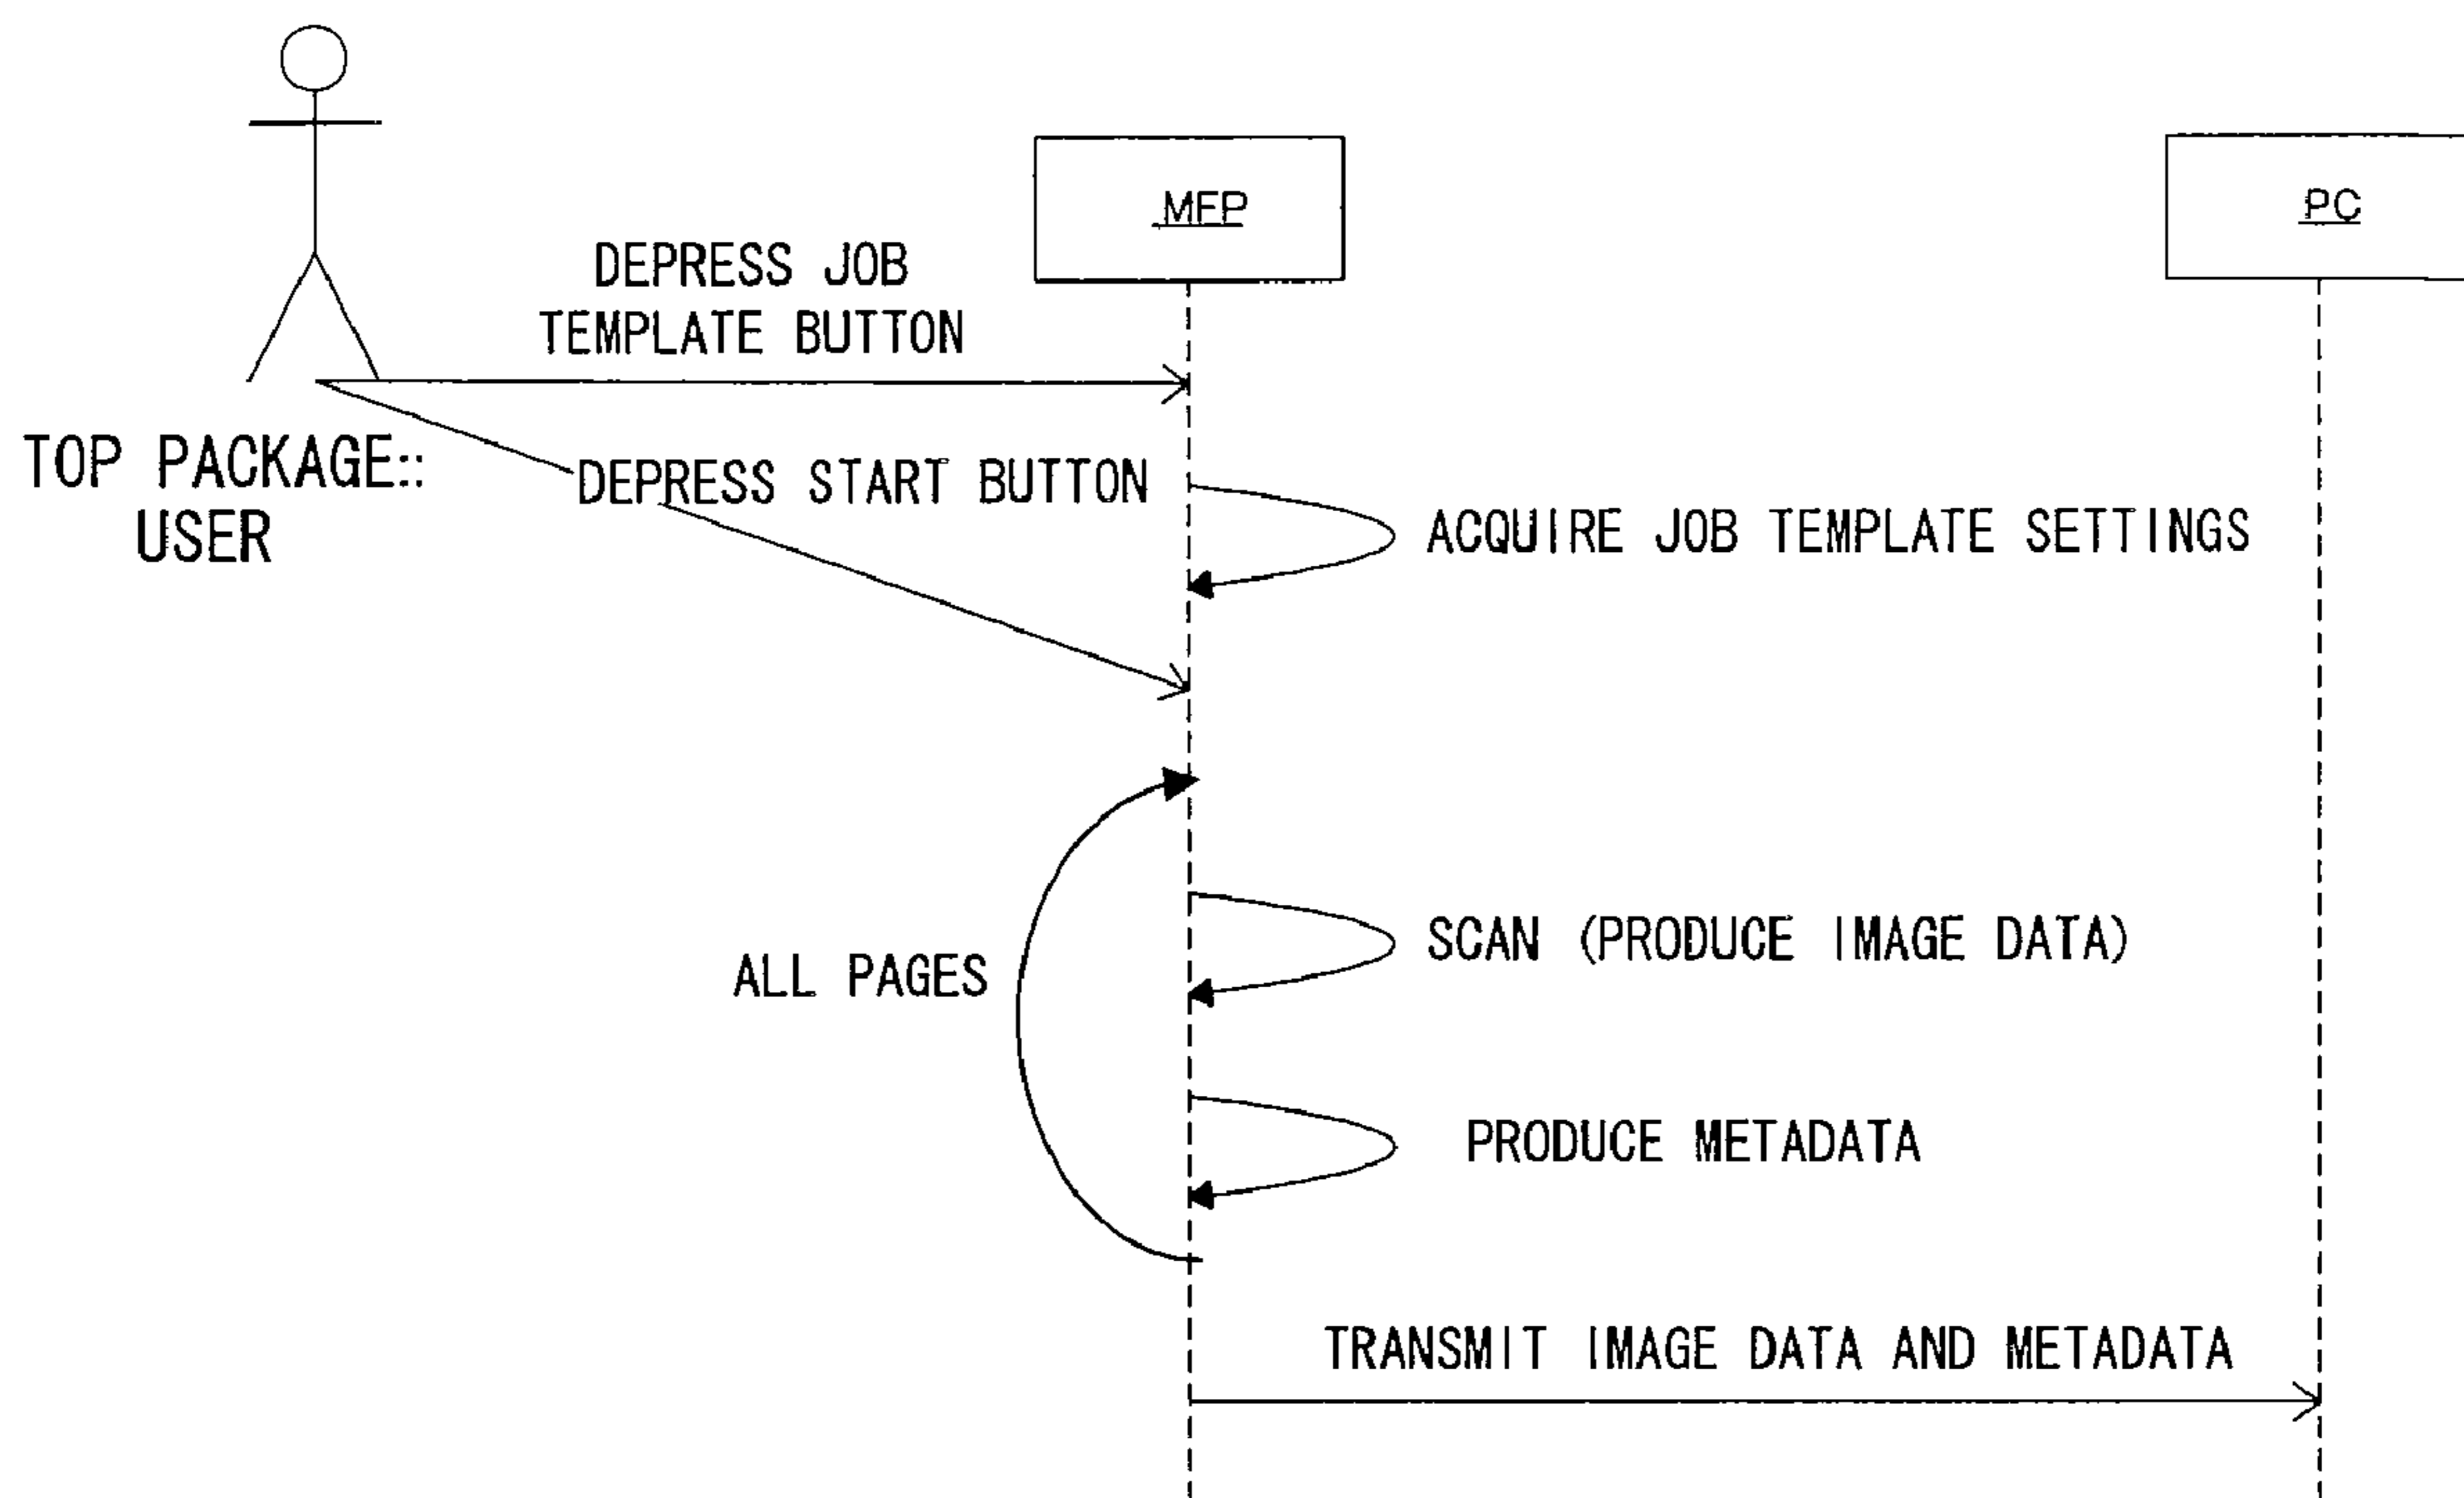 MFP
PC
DEPRESS JOB
TEMPLATE BUTTON
TOP PACKAGE::
USER
DEPRESS START BUTTON
ACQUIRE JOB TEMPLATE SETTINGS
SCAN (PRODUCE IMAGE DATA)
ALL PAGES
PRODUCE METADATA
TRANSMIT IMAGE DATA AND METADATA